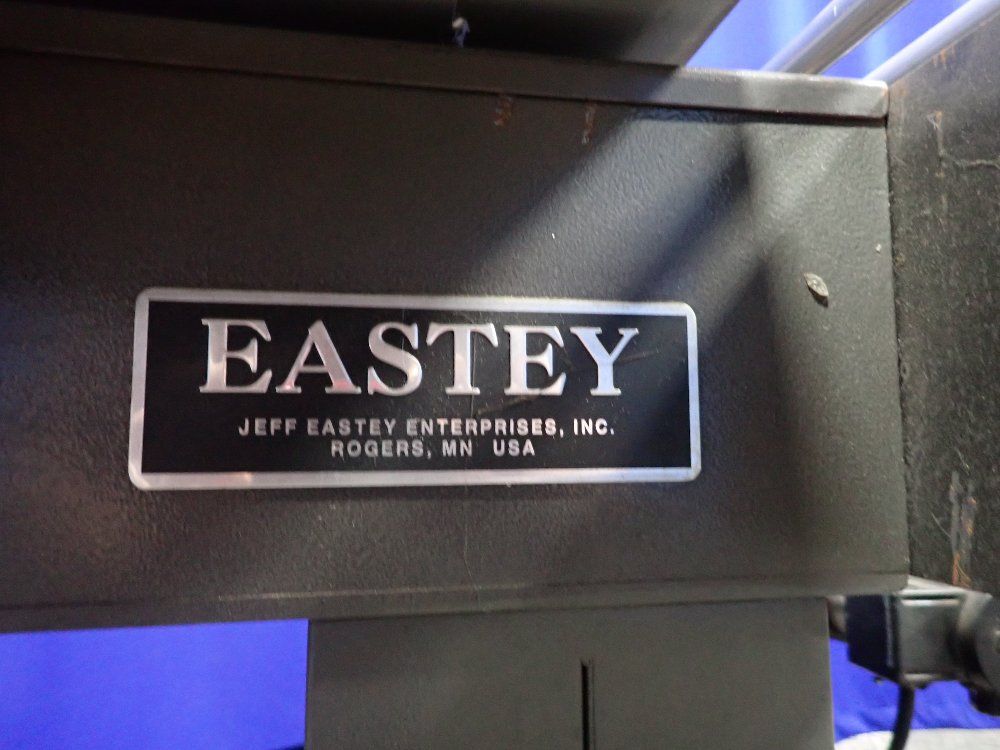 EASTEY
JEFF EASTEY ENTERPRISES, INC.
ROGERS, MN USA